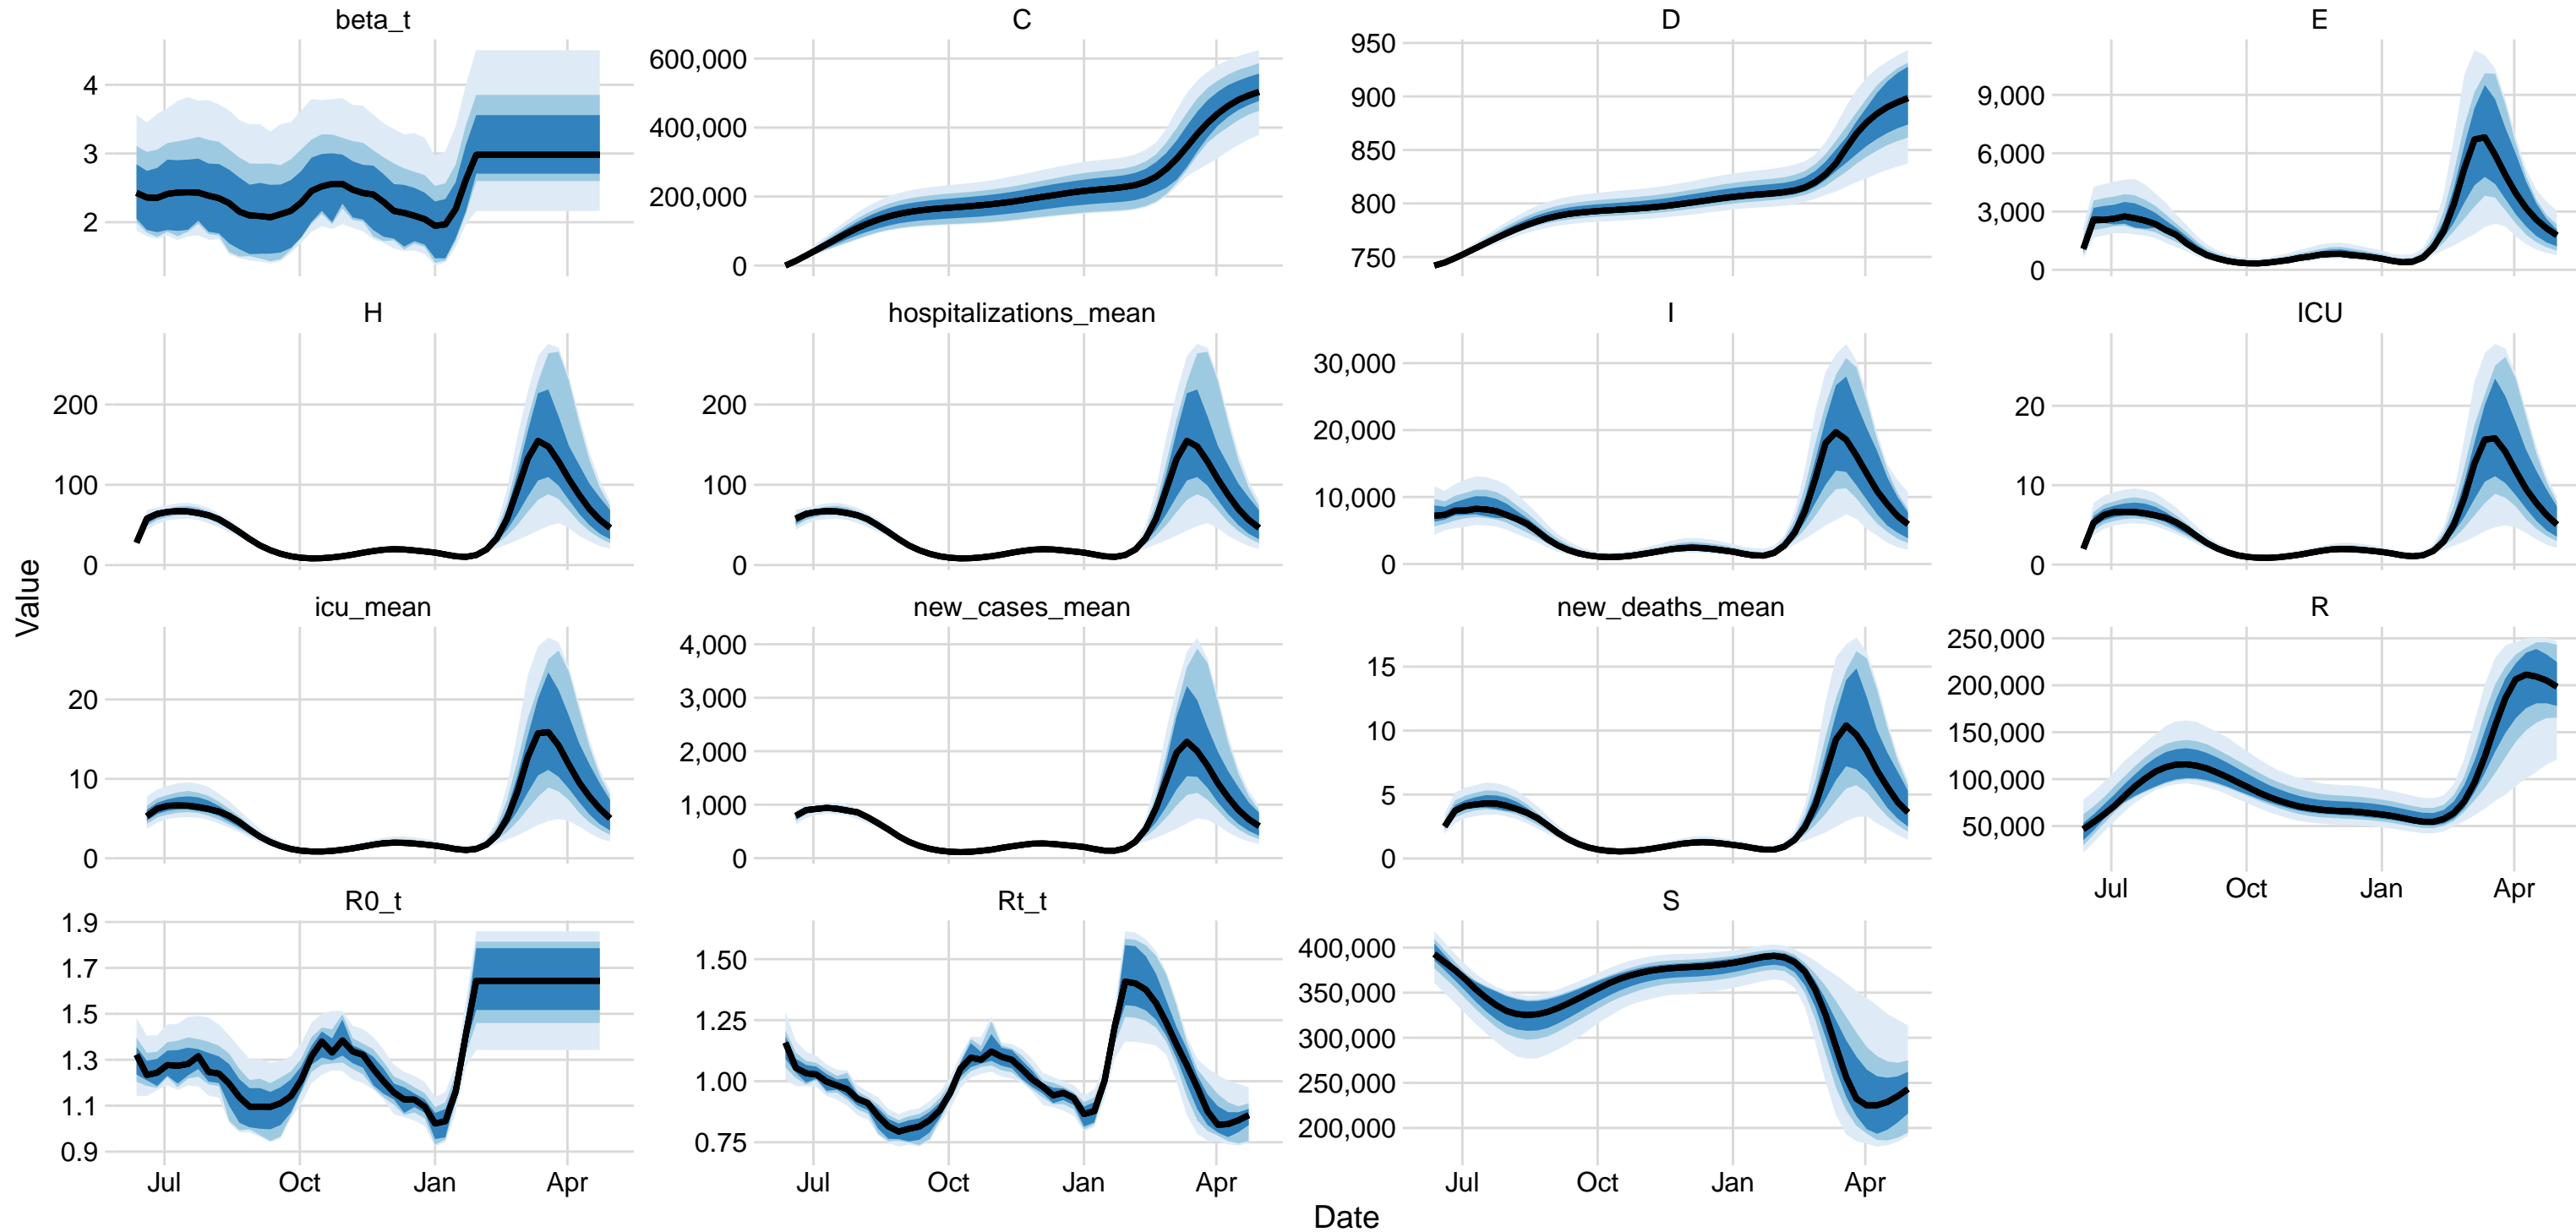 beta_t
4
3
2
C
600,000
400,000
200,000
0
D
950
900
850
800
750
E
9,000
6,000
3,000
0
H
200
100
0
hospitalizations_mean
200
100
0
I
30,000
20,000
10,000
0
ICU
20
10
0
Value
icu_mean
20
10
0
new_cases_mean
4,000
3,000
2,000
1,000
0
new_deaths_mean
15
10
5
0
R
250,000
200,000
150,000
100,000
50,000
Jul Oct Jan Apr
R0_t
1.9
1.7
1.5
1.3
1.1
0.9
Jul Oct Jan Apr
Rt_t
1.50
1.25
1.00
0.75
Jul Oct Jan Apr
S
400,000
350,000
300,000
250,000
200,000
Jul Oct Jan Apr
Date